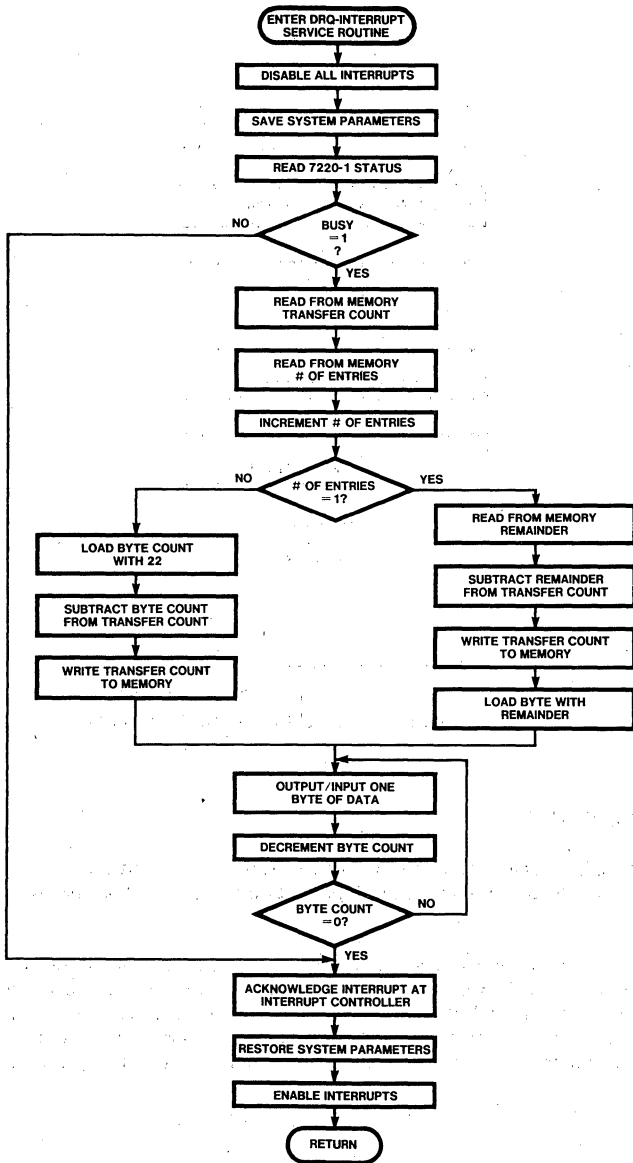 ENTER DRQ-INTERRUPT
SERVICE ROUTINE
DISABLE ALL INTERRUPTS
SAVE SYSTEM PARAMETERS
READ 7220-1 STATUS
NO
BUSY
=1
?
YES
READ FROM MEMORY
TRANSFER COUNT
READ FROM MEMORY
# OF ENTRIES
INCREMENT # OF ENTRIES
NO
# OF ENTRIES
=1?
YES
LOAD BYTE COUNT
WITH 22
SUBTRACT BYTE COUNT
FROM TRANSFER COUNT
WRITE TRANSFER COUNT
TO MEMORY
READ FROM MEMORY
REMAINDER
SUBTRACT REMAINDER
FROM TRANSFER COUNT
WRITE TRANSFER COUNT
TO MEMORY
LOAD BYTE WITH
REMAINDER
OUTPUT/INPUT ONE
BYTE OF DATA
DECREMENT BYTE COUNT
BYTE COUNT
=0?
NO
YES
ACKNOWLEDGE INTERRUPT AT
INTERRUPT CONTROLLER
RESTORE SYSTEM PARAMETERS
ENABLE INTERRUPTS
RETURN